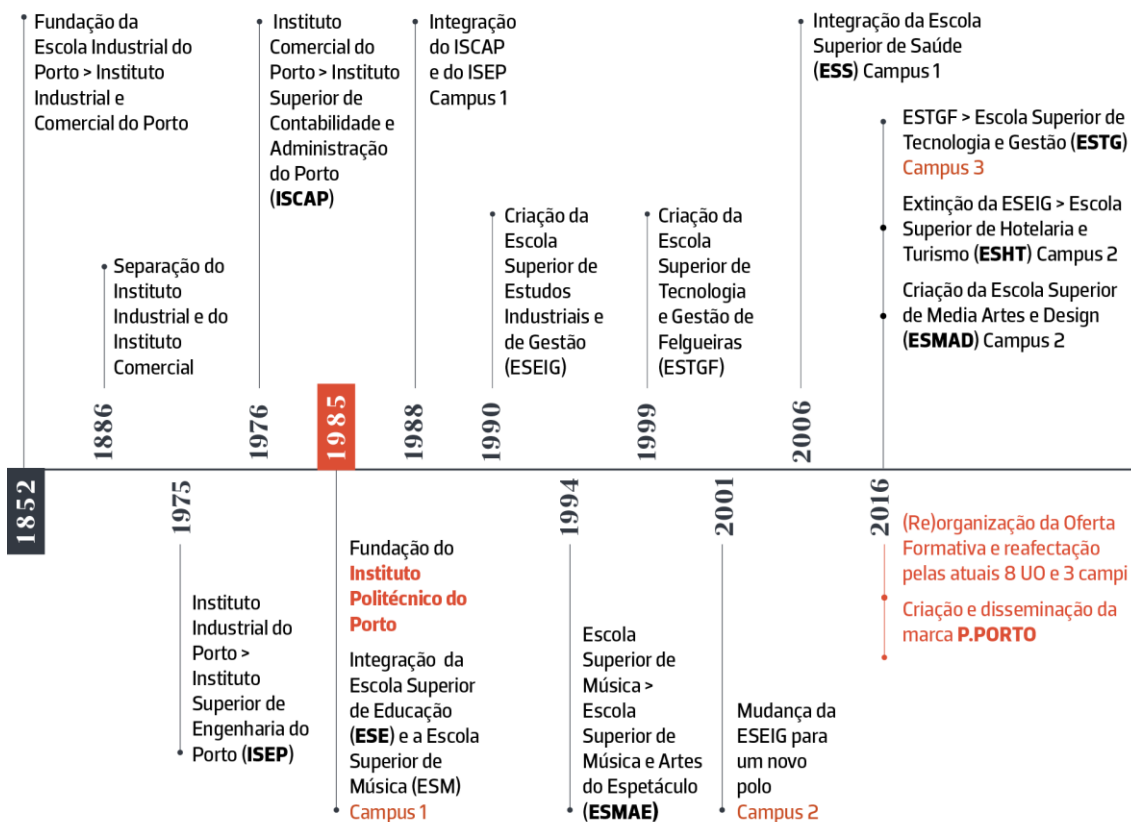 Fundação da
Escola Industrial do
Porto > Instituto
Industrial e
Comercial do Porto
1852
Separação do
Instituto
Industrial e do
Instituto
Comercial
1886
1975
Instituto
Industrial do
Porto >
Instituto
Superior de
Engenharia do
Porto (ISEP)
Instituto
Comercial do
Porto > Instituto
Superior de
Contabilidade e
Administração
do Porto
(ISCAP)
1976
1985
Fundação do
Instituto
Politécnico do
Porto
Integração da
Escola Superior
de Educação
(ESE) e a Escola
Superior de
Música (ESM)
Campus 1
Integração
do ISCAP
e do ISEP
Campus 1
1988
Criação da
Escola
Superior de
Estudos
Industriais e
de Gestão
(ESEIG)
1990
1994
Escola
Superior de
Música >
Escola
Superior de
Música e Artes
do Espetáculo
(ESMAE)
Criação da
Escola
Superior de
Tecnologia
e Gestão de
Felgueiras
(ESTGF)
1999
2001
Mudança da
ESEIG para
um novo
polo
Campus 2
Integração da Escola
Superior de Saúde
(ESS) Campus 1
2006
ESTGF > Escola Superior de
Tecnologia e Gestão (ESTG)
Campus 3
Extinção da ESEIG > Escola
Superior de Hotelaria e
Turismo (ESHT) Campus 2
Criação da Escola Superior
de Media Artes e Design
(ESMAD) Campus 2
2016
(Re)organização da Oferta
Formativa e reafectação
pelas atuais 8 UO e 3 campi
Criação e disseminação da
marca P.PORTO